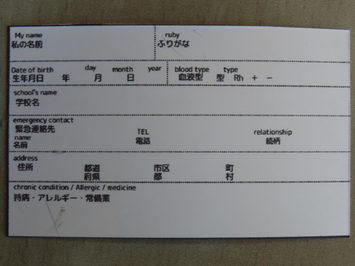 My name ruby
私の名前 ふりがな
Date of birth day month year blood type type
生年月日 年 月 日 血液型 型 Rh + -
school's name
学校名
emergency contact
緊急連絡先 TEL relationship
name 電話 続柄
名前
address
住所 都道 市区 町
府県 郡 村
chronic condition / Allergic / medicine
持病・アレルギー・常備薬